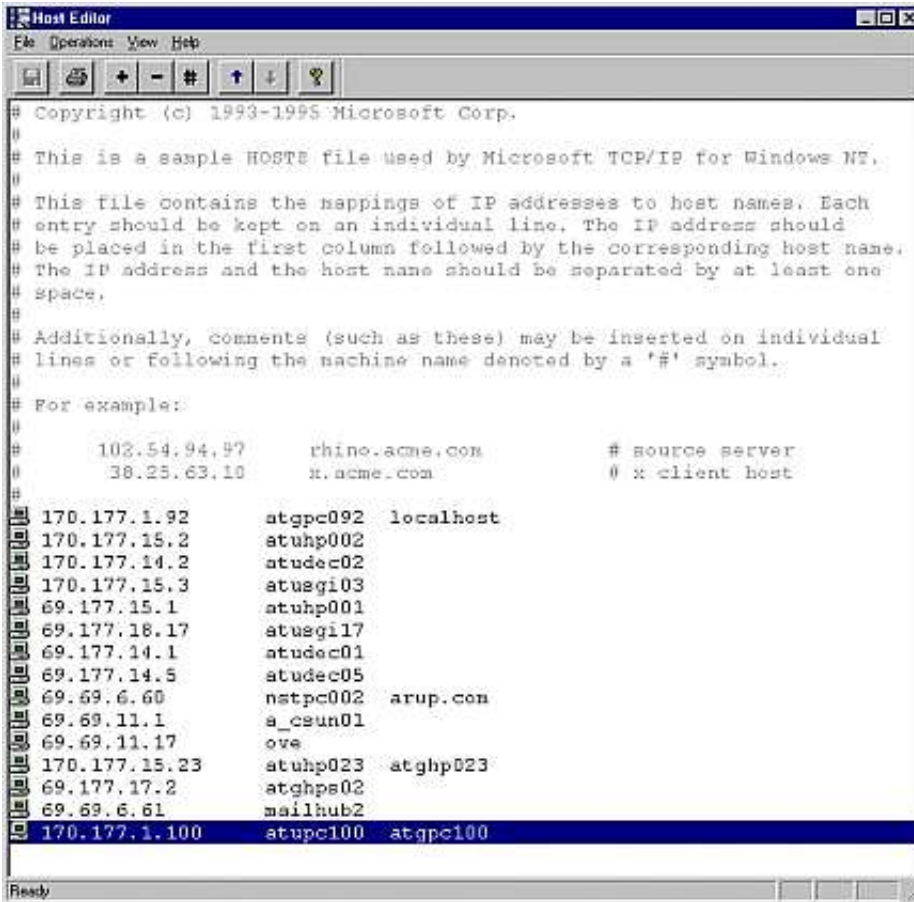 Host Editor
File Operations View Help
# Copyright (c) 1993-1995 Microsoft Corp.
#
# This is a sample HOSTS file used by Microsoft TCP/IP for Windows NT.
#
# This file contains the mappings of IP addresses to host names. Each
# entry should be kept on an individual line. The IP address should
# be placed in the first column followed by the corresponding host name.
# The IP address and the host name should be separated by at least one
# space.
#
# Additionally, comments (such as these) may be inserted on individual
# lines or following the machine name denoted by a '#' symbol.
#
# For example:
#
# 102.54.94.97 rhino.acme.com # source server
# 38.25.63.10 x.acme.com # x client host
#
170.177.1.92 atgpc092 localhost
170.177.15.2 atuhp002
170.177.14.2 atudec02
170.177.15.3 atusgi03
69.177.15.1 atuhp001
69.177.18.17 atusgi17
69.177.14.1 atudec01
69.177.14.5 atudec05
69.69.6.60 nstpc002 arup.com
69.69.11.1 a_csun01
69.69.11.17 ove
170.177.15.23 atuhp023 atghp023
69.177.17.2 atghps02
69.69.6.61 mailhub2
170.177.1.100 atupc100 atgpc100
Ready